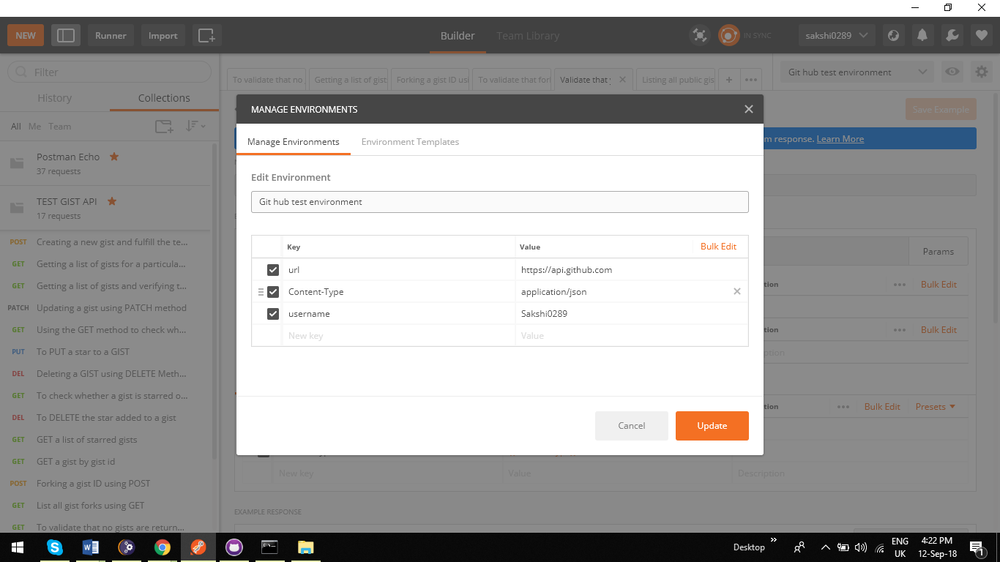 NEW
Runner
Import
Builder
Team Library
IN SYNC
sakshi0289
Filter
History
Collections
All Me Team
To validate that no
Getting a list of gist
Forking a gist ID usi
To validate that forl
Validate that
Listing all public gis
Git hub test environment
Save Example
m response. Learn More
Postman Echo
37 requests
TEST GIST API
17 requests
POST Creating a new gist and fulfill the te...
GET Getting a list of gists for a particula...
GET Getting a list of gists and verifying t...
PATCH Updating a gist using PATCH method
GET Using the GET method to check wh...
PUT To PUT a star to a GIST
DEL Deleting a GIST using DELETE Meth...
GET To check whether a gist is starred o...
DEL To DELETE the star added to a gist
GET GET a list of starred gists
GET GET a gist by gist id
POST Forking a gist ID using POST
GET List all gist forks using GET
GET To validate that no gists are return...
MANAGE ENVIRONMENTS
Manage Environments
Environment Templates
Edit Environment
Git hub test environment
Key Value Bulk Edit
url https://api.github.com
Content-Type application/json
username Sakshi0289
New key Value
Cancel
Update
Params
tion Bulk Edit
tion Bulk Edit
ption
tion Bulk Edit Presets
New key Value Description
EXAMPLE RESPONSE
Desktop
ENG
UK
4:22 PM
12-Sep-18
1